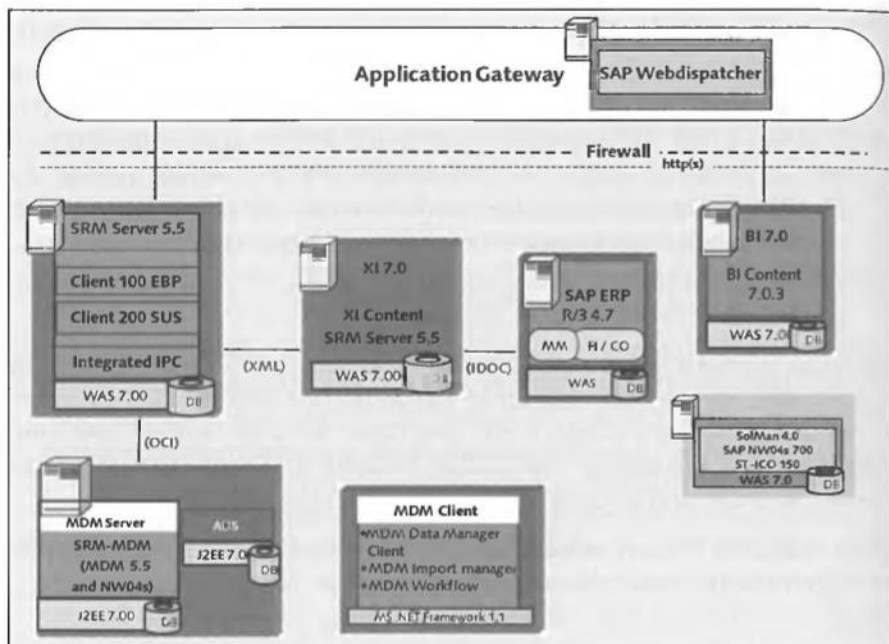 Application Gateway
SAP Webdispatcher
Firewall
http(s)
SRM Server 5.5
Client 100 EBP
Client 200 SUS
Integrated IPC
WAS 7.00
DB
(XML)
XI 7.0
XI Content
SRM Server 5.5
WAS 7.00
DB
(IDOC)
SAP ERP
R/3 4.7
MM
/ CO
WAS
DB
BI 7.0
BI Content
7.0.3
WAS 7.0
DB
SolMan 4.0
SAP NW04s 700
ST-ICO 150
WAS 7.0
DB
(OCI)
MDM Server
SRM-MDM
(MDM 5.5
and NW04s)
J2EE 7.00
DB
ADS
J2EE 7.00
DB
MDM Client
•MDM Data Manager
Client
•MDM Import manager
•MDM Workflow
MS .NET Framework 1.1